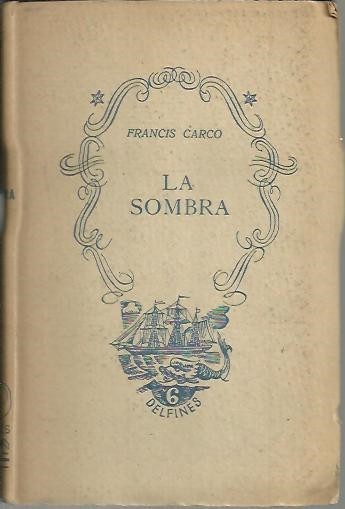 FRANCIS CARCO
LA
SOMBRA
6
DELFINES